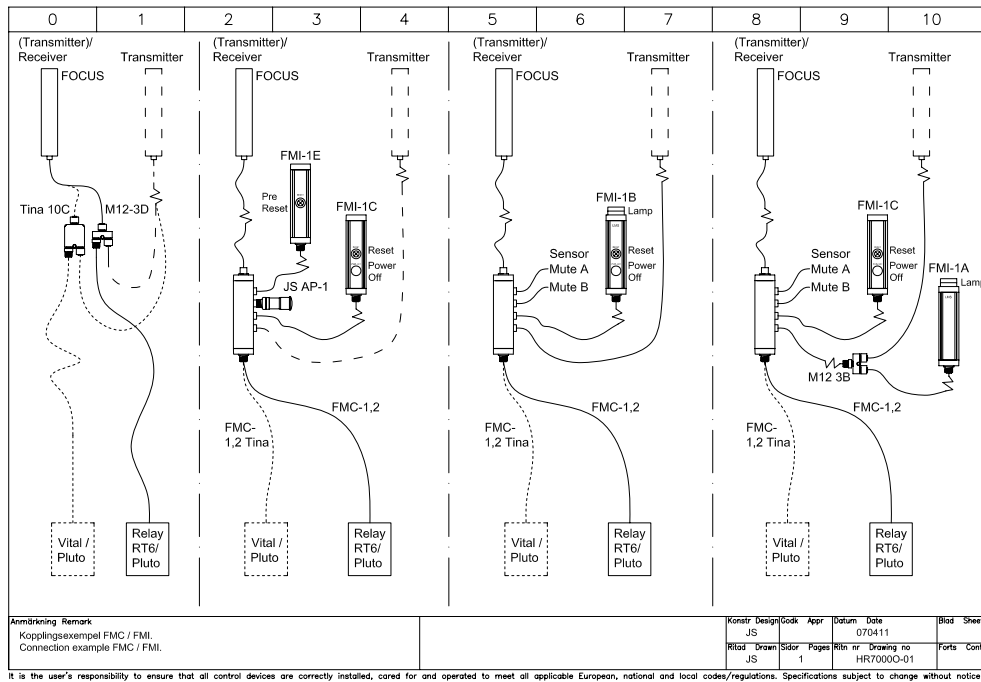 0 1 2 3 4 5 6 7 8 9 10
(Transmitter)/
Receiver
Transmitter
FOCUS
Tina 10C
M12-3D
Vital /
Pluto
Relay
RT6/
Pluto
(Transmitter)/
Receiver
Transmitter
FOCUS
FMI-1E
Pre
Reset
FMI-1C
Reset
Power
Off
JS AP-1
FMC-1,2
FMC-
1,2 Tina
Vital /
Pluto
Relay
RT6/
Pluto
(Transmitter)/
Receiver
Transmitter
FOCUS
FMI-1B
Lamp
Reset
Power
Off
Sensor
Mute A
Mute B
FMC-1,2
FMC-
1,2 Tina
Vital /
Pluto
Relay
RT6/
Pluto
(Transmitter)/
Receiver
Transmitter
FOCUS
FMI-1C
Reset
Power
Off
Sensor
Mute A
Mute B
FMI-1A
Lamp
M12 3B
FMC-1,2
FMC-
1,2 Tina
Vital /
Pluto
Relay
RT6/
Pluto
Anmärkning Remark
Kopplingsexempel FMC / FMI.
Connection example FMC / FMI.
Konstr Design Godk Appr Datum Date Blad Sheet
JS 070411
Ritad Drawn Sidor Pages Ritn nr Drawing no Forts Cont
JS 1 HR7000O-01
It is the user's responsibility to ensure that all control devices are correctly installed, cared for and operated to meet all applicable European, national and local codes/regulations. Specifications subject to change without notice